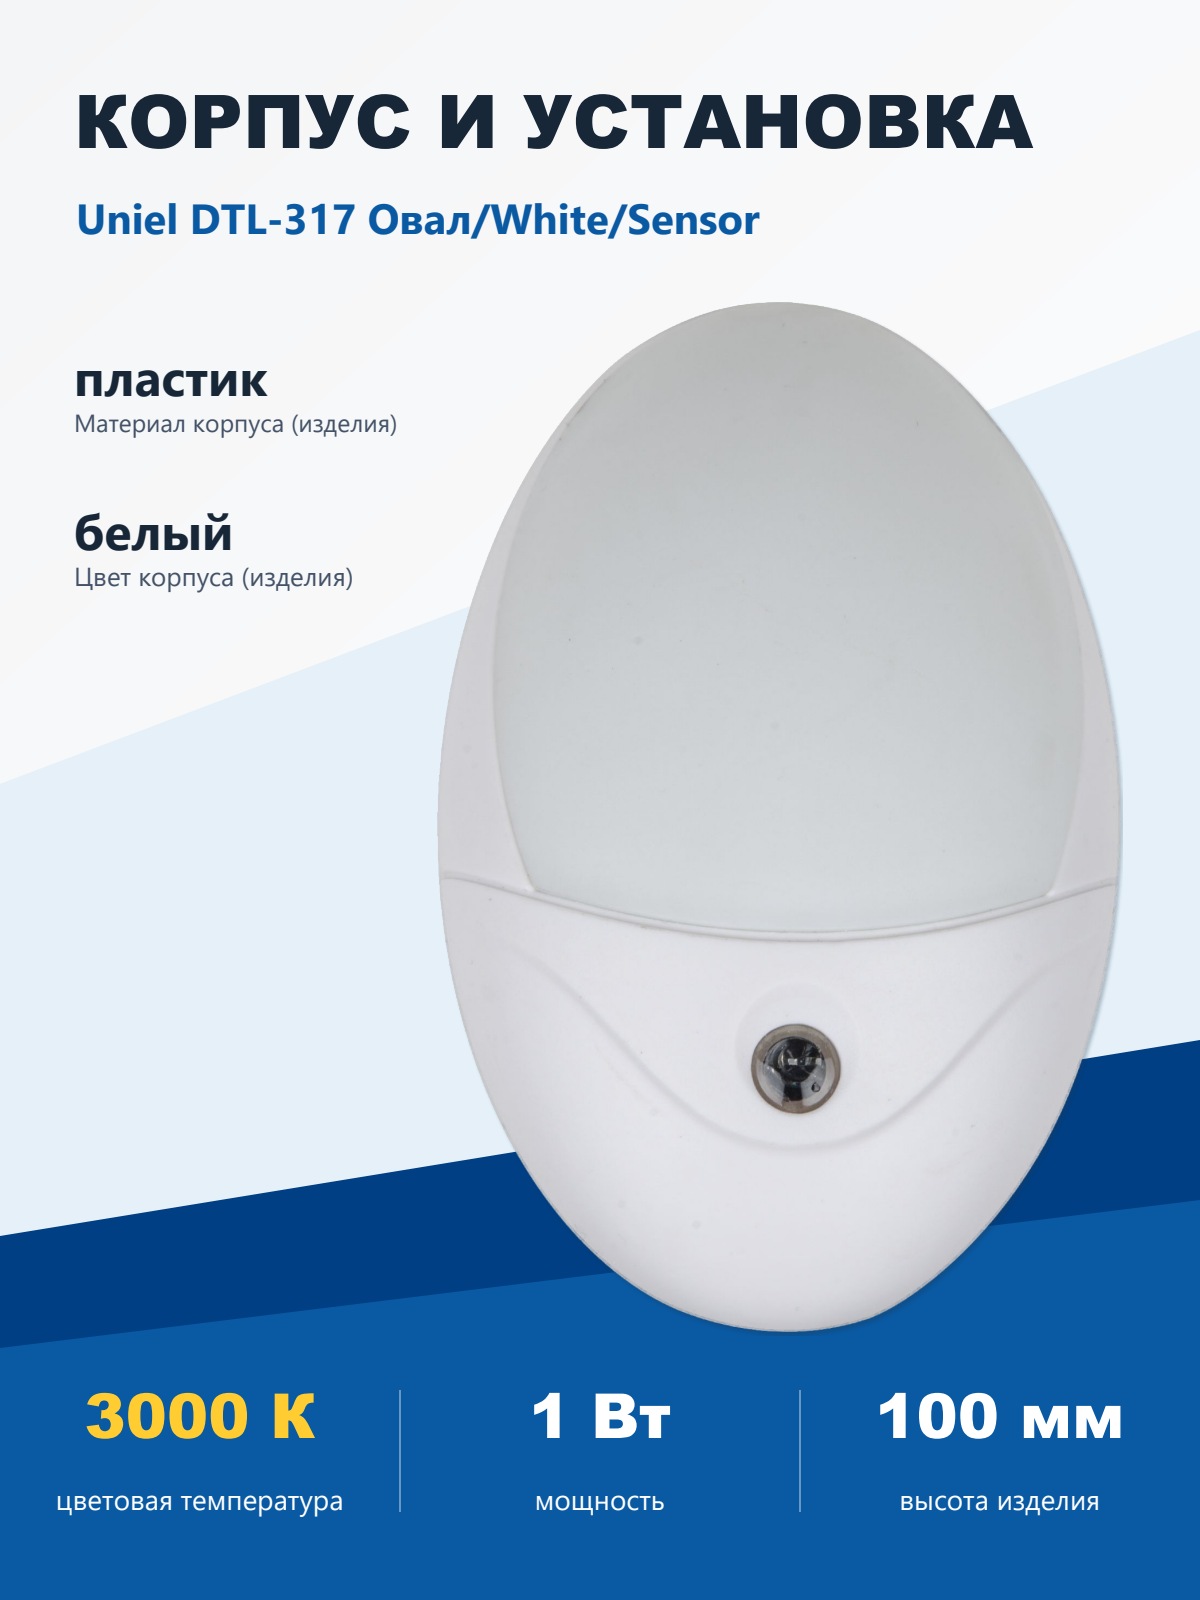 КОРПУС И УСТАНОВКА
Uniel DTL-317 Овал/White/Sensor
пластик
Материал корпуса (изделия)
белый
Цвет корпуса (изделия)
3000 К
цветовая температура
1 Вт
мощность
100 мм
высота изделия